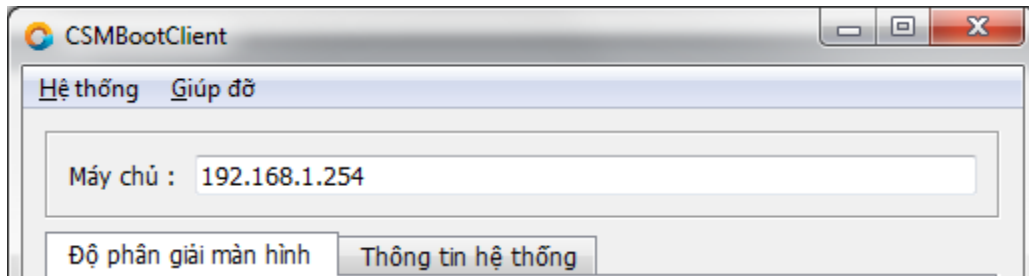 CSMBootClient
Hệ thống Giúp đỡ
Máy chủ : 192.168.1.254
Độ phân giải màn hình Thông tin hệ thống